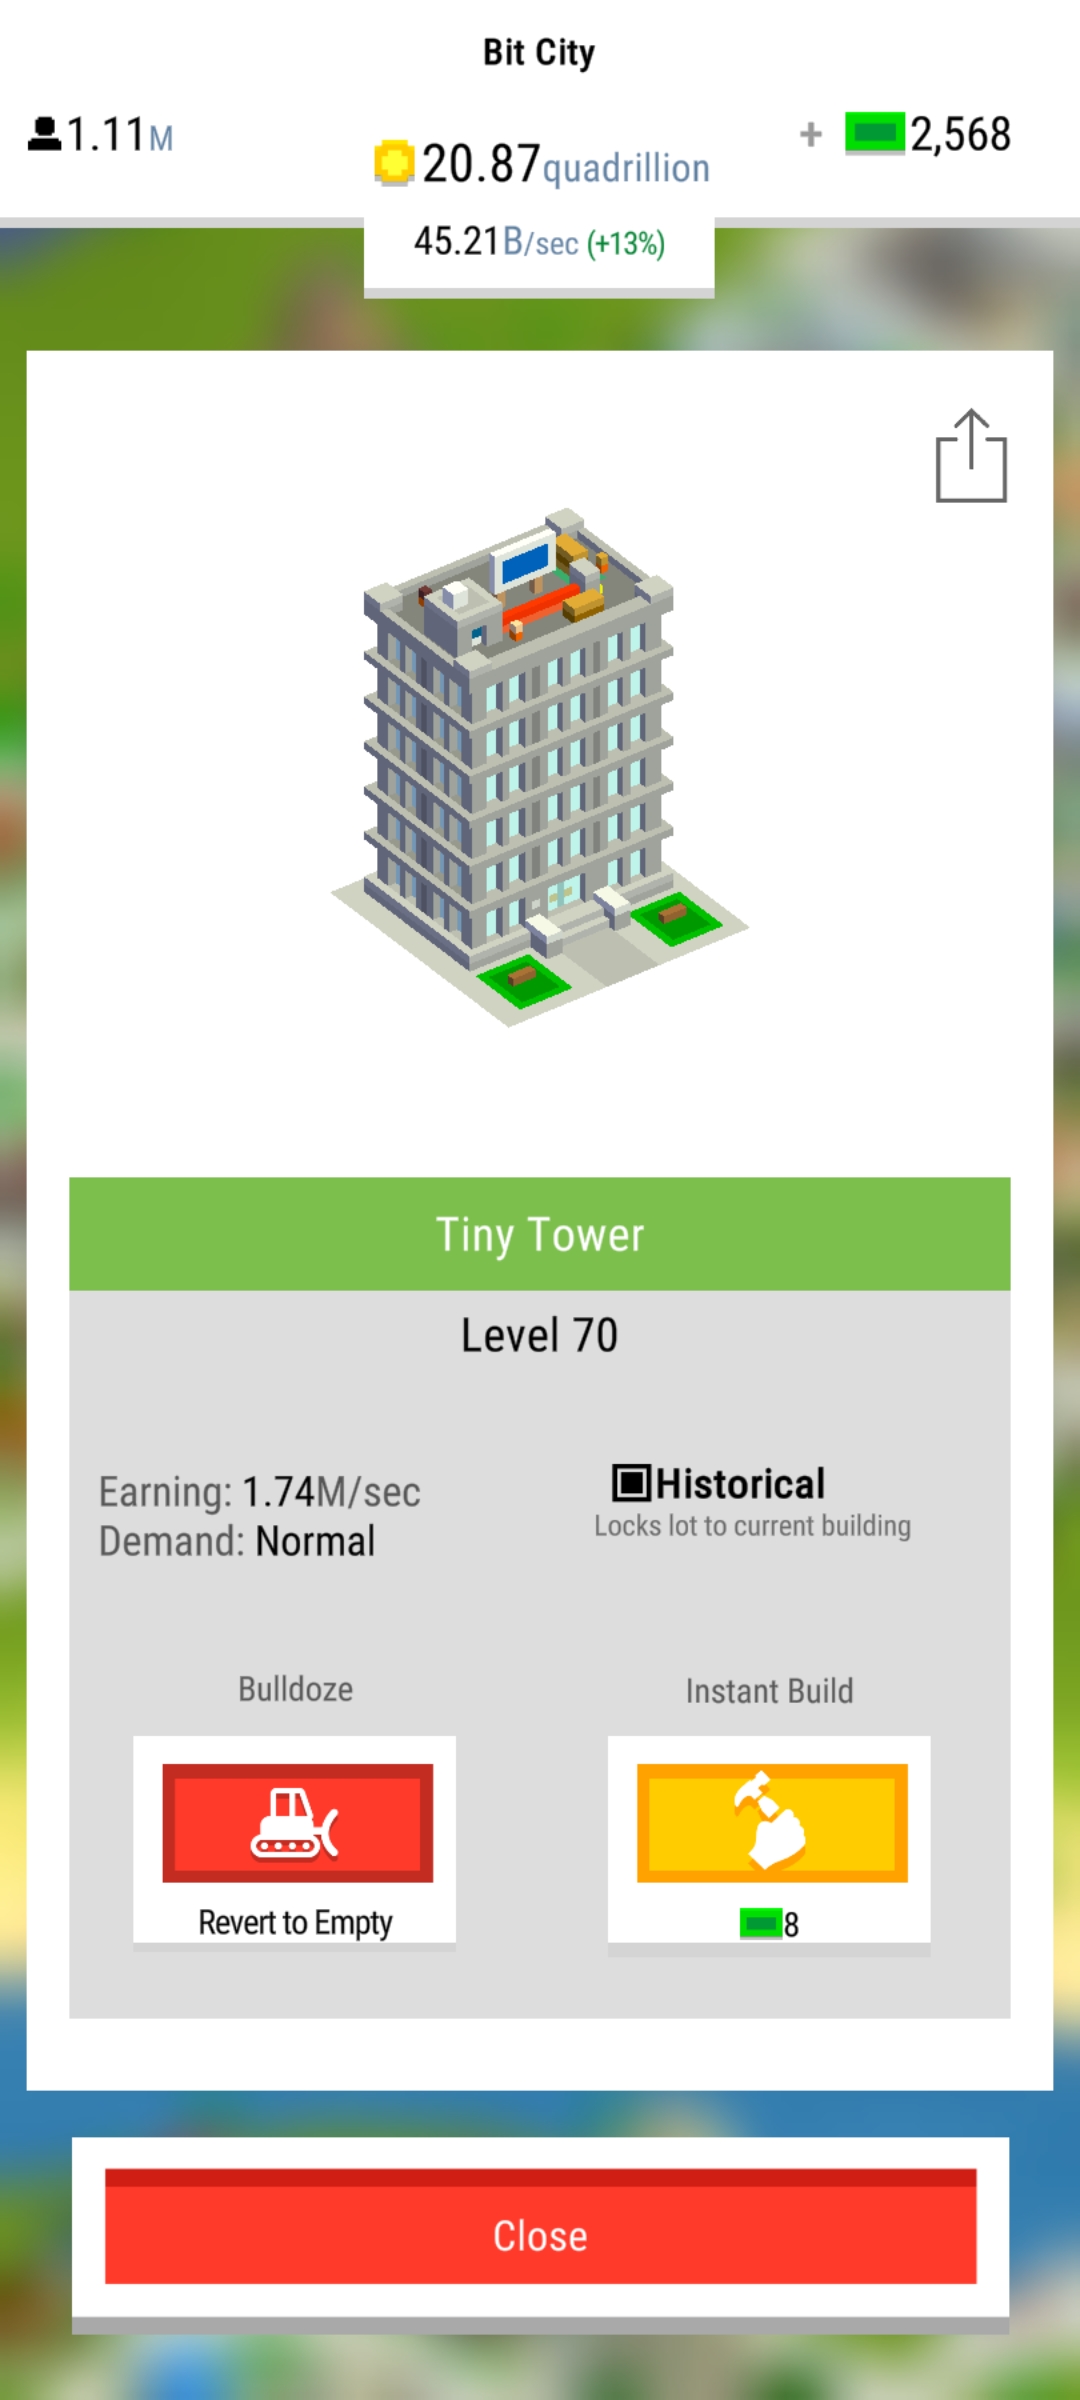 Bit City
1.11M
20.87quadrillion
+ 2,568
45.21B/sec (+13%)
Tiny Tower
Level 70
Earning: 1.74M/sec
Demand: Normal
Historical
Locks lot to current building
Bulldoze
Instant Build
Revert to Empty
8
Close